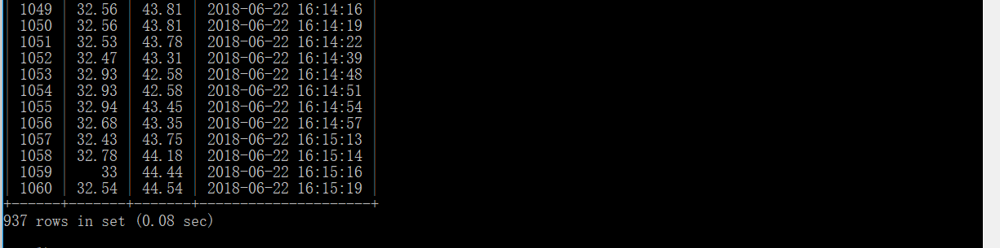 | 1049 | 32.56 | 43.81 | 2018-06-22 16:14:16 |
| 1050 | 32.56 | 43.81 | 2018-06-22 16:14:19 |
| 1051 | 32.53 | 43.78 | 2018-06-22 16:14:22 |
| 1052 | 32.47 | 43.31 | 2018-06-22 16:14:39 |
| 1053 | 32.93 | 42.58 | 2018-06-22 16:14:48 |
| 1054 | 32.93 | 42.58 | 2018-06-22 16:14:51 |
| 1055 | 32.94 | 43.45 | 2018-06-22 16:14:54 |
| 1056 | 32.68 | 43.35 | 2018-06-22 16:14:57 |
| 1057 | 32.43 | 43.75 | 2018-06-22 16:15:13 |
| 1058 | 32.78 | 44.18 | 2018-06-22 16:15:14 |
| 1059 |    33 | 44.44 | 2018-06-22 16:15:16 |
| 1060 | 32.54 | 44.54 | 2018-06-22 16:15:19 |
+------+-------+-------+---------------------+
937 rows in set (0.08 sec)